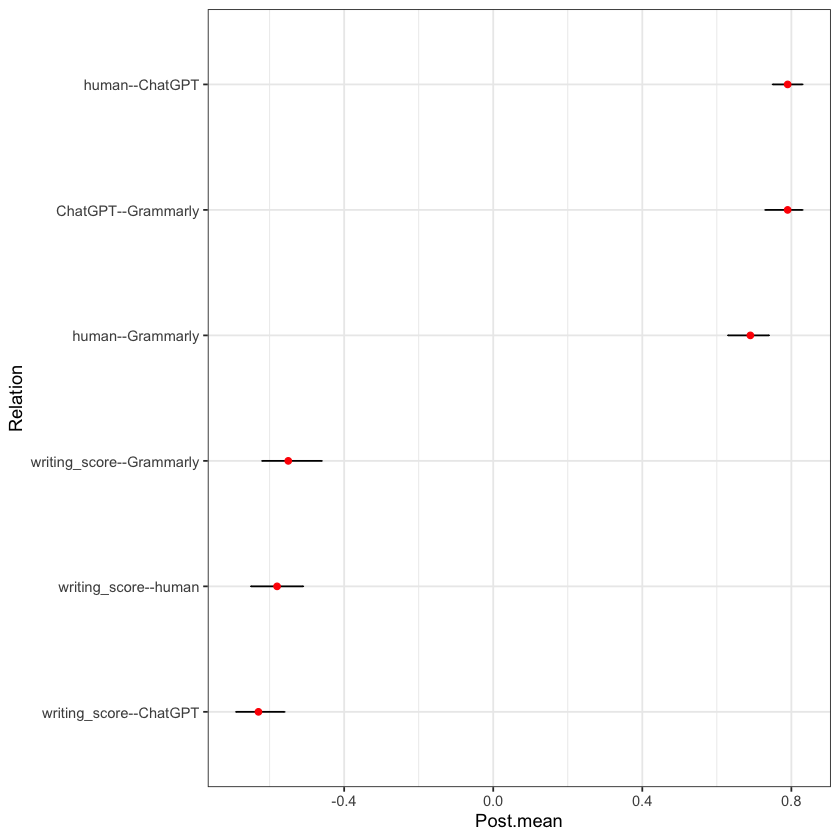 human--ChatGPT
ChatGPT--Grammarly
human--Grammarly
writing_score--Grammarly
writing_score--human
writing_score--ChatGPT
Relation
-0.4 0.0 0.4 0.8
Post.mean